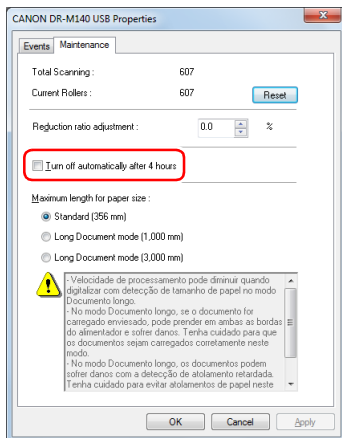 CANON DR-M140 USB Properties
Events Maintenance
Total Scanning : 607
Current Rollers : 607 Reset
Reduction ratio adjustment : 0.0 %
Turn off automatically after 4 hours
Maximum length for paper size :
Standard (356 mm)
Long Document mode (1,000 mm)
Long Document mode (3,000 mm)
- Velocidade de processamento pode diminuir quando
digitalizar com detecção de tamanho de papel no modo
Documento longo.
- No modo Documento longo, se o documento for
carregado enviesado, pode prender em ambas as bordas
do alimentador e sofrer danos. Tenha cuidado para que
os documentos sejam carregados corretamente neste
modo.
- No modo Documento longo, os documentos podem
sofrer danos com a detecção de atolamento retardada.
Tenha cuidado para evitar atolamentos de papel neste
OK Cancel Apply